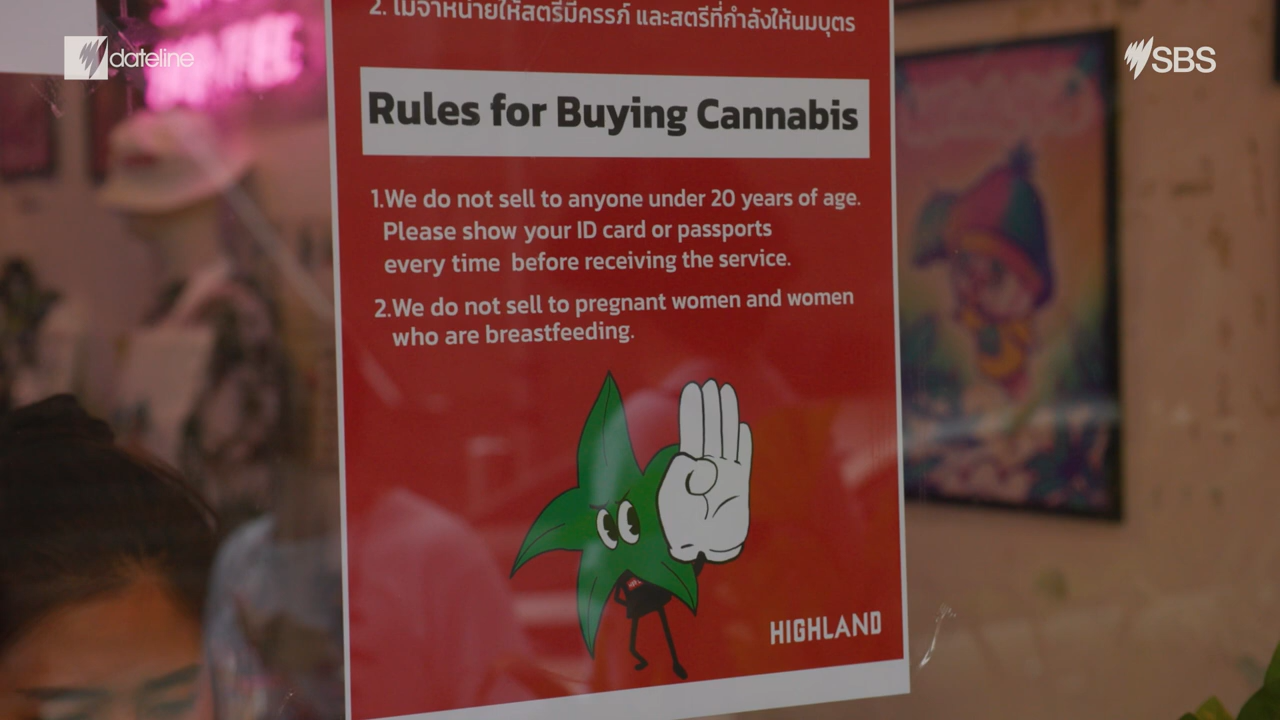 dateline
SBS
2. ไม่จำหน่ายให้สตรีมีครรภ์ และสตรีที่กำลังให้นมบุตร
Rules for Buying Cannabis
1.We do not sell to anyone under 20 years of age.
Please show your ID card or passports
every time before receiving the service.
2.We do not sell to pregnant women and women
who are breastfeeding.
HIGHLAND